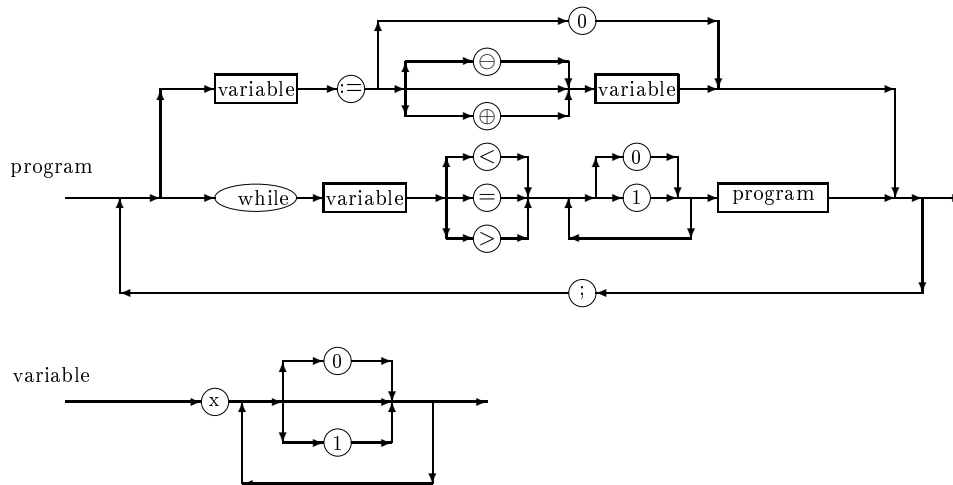 0
⊖
variable := variable
⊕
program
< 0
while variable = 1 program
>
;
variable
0
x
1